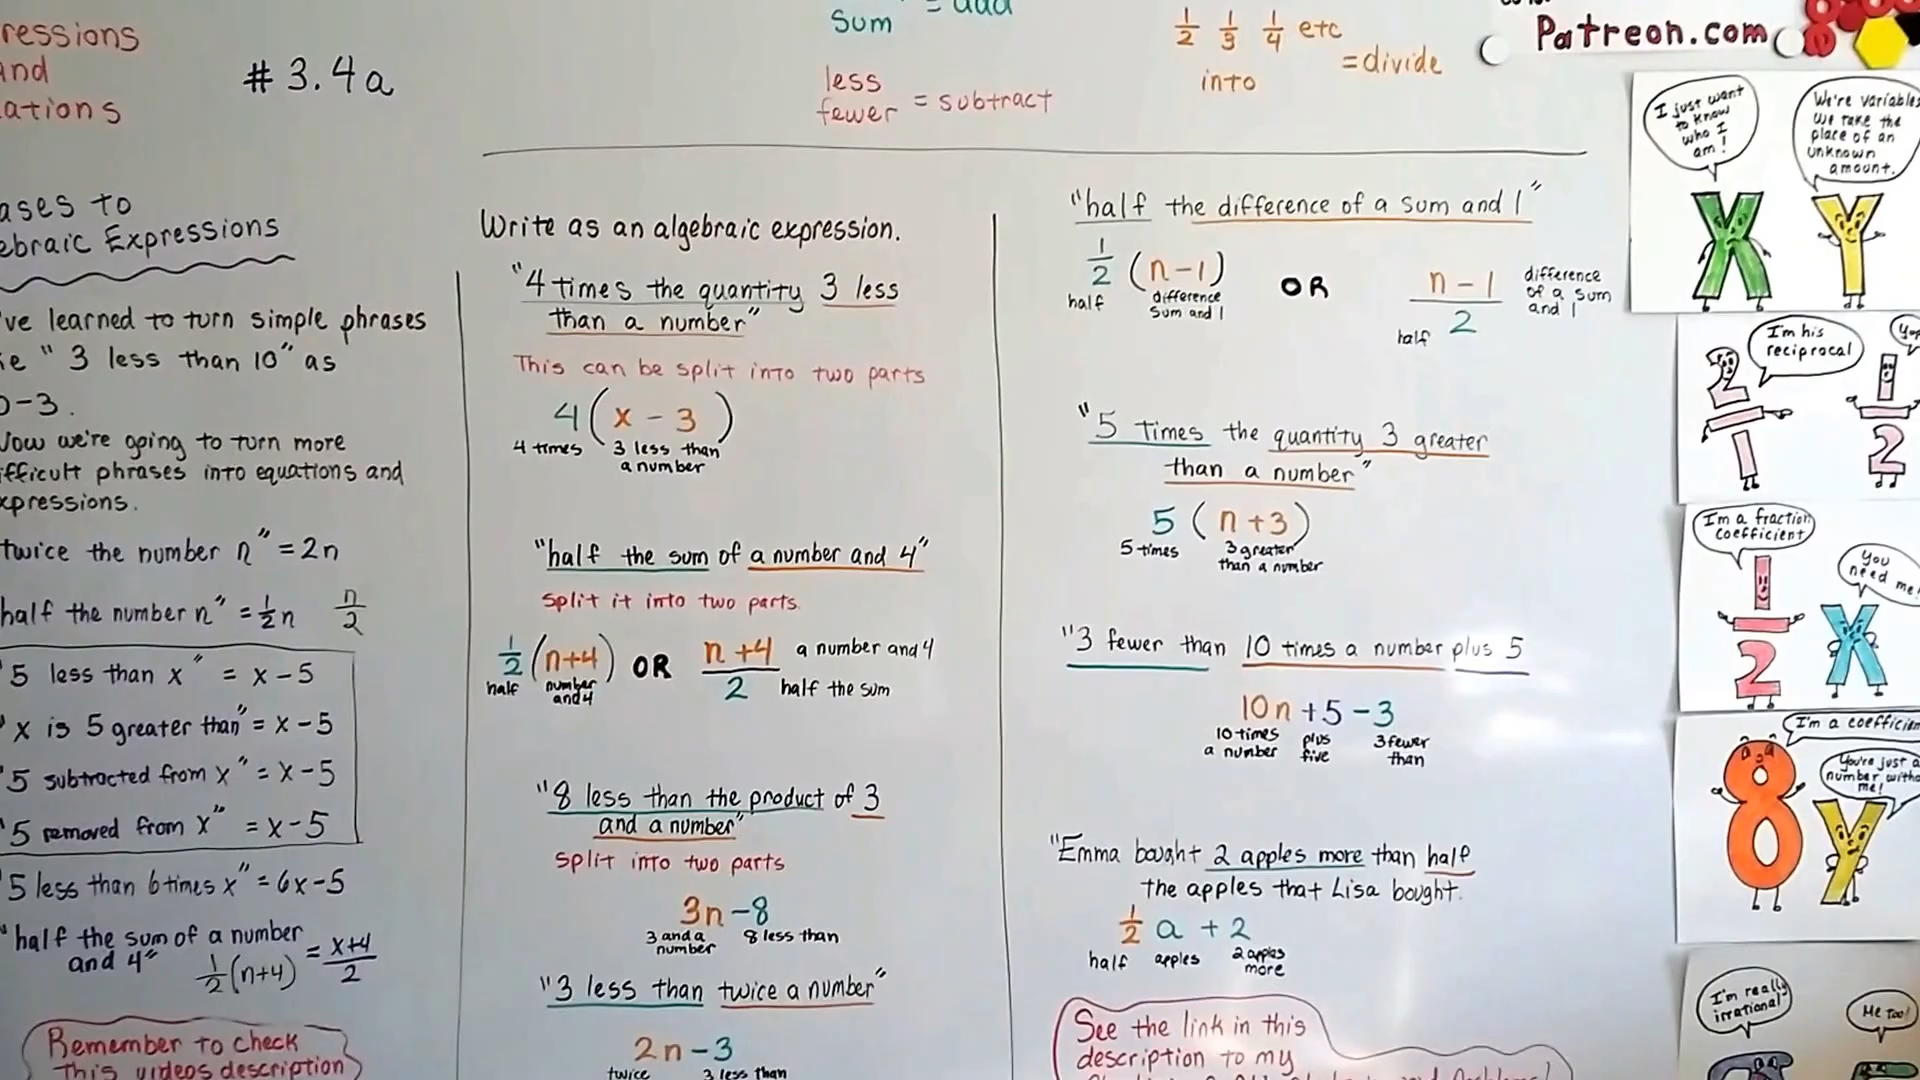 ressions
and
ations
# 3.4a
sum = add
less
fewer = subtract
1/2 1/3 1/4 etc
into
= divide
Patreon.com
ases to
ebraic Expressions
've learned to turn simple phrases
ke "3 less than 10" as
0-3.
Now we're going to turn more
ifficult phrases into equations and
xpressions.
twice the number n" = 2n
half the number n" = 1/2 n n/2
"5 less than x" = x-5
" x is 5 greater than" = x-5
"5 subtracted from x" = x-5
"5 removed from x" = x-5
"5 less than 6 times x" = 6x-5
"half the sum of a number
and 4" 1/2(n+4) = x+4/2
Remember to check
this videos description
Write as an algebraic expression.
"4 times the quantity 3 less
than a number"
This can be split into two parts
4(x-3)
4 times 3 less than
a number
"half the sum of a number and 4"
split it into two parts.
1/2(n+4) OR n+4/2 a number and 4
half number
and 4
half the sum
"8 less than the product of 3
and a number"
split into two parts
3n-8
3 and a
number
8 less than
"3 less than twice a number"
2n-3
twice 3 less than
"half the difference of a sum and 1"
1/2 (n-1) OR n-1/2
half difference
sum and 1
half
difference
of a sum
and 1
"5 times the quantity 3 greater
than a number"
5(n+3)
5 times 3 greater
than a number
"3 fewer than 10 times a number plus 5
10n+5-3
10 times
a number
plus
five
3 fewer
than
"Emma bought 2 apples more than half
the apples that Lisa bought.
1/2 a + 2
half apples 2 apples
more
See the link in this
description to my
I just want
to know
who I
am!
We're variables
We take the
place of an
unknown
amount.
X Y
I'm his
reciprocal
2/1 1/2
I'm a fraction
coefficient
You
need me!
1/2 X
I'm a coefficien
You're just a
number witho
me!
8 Y
I'm really
irrational
Me too!